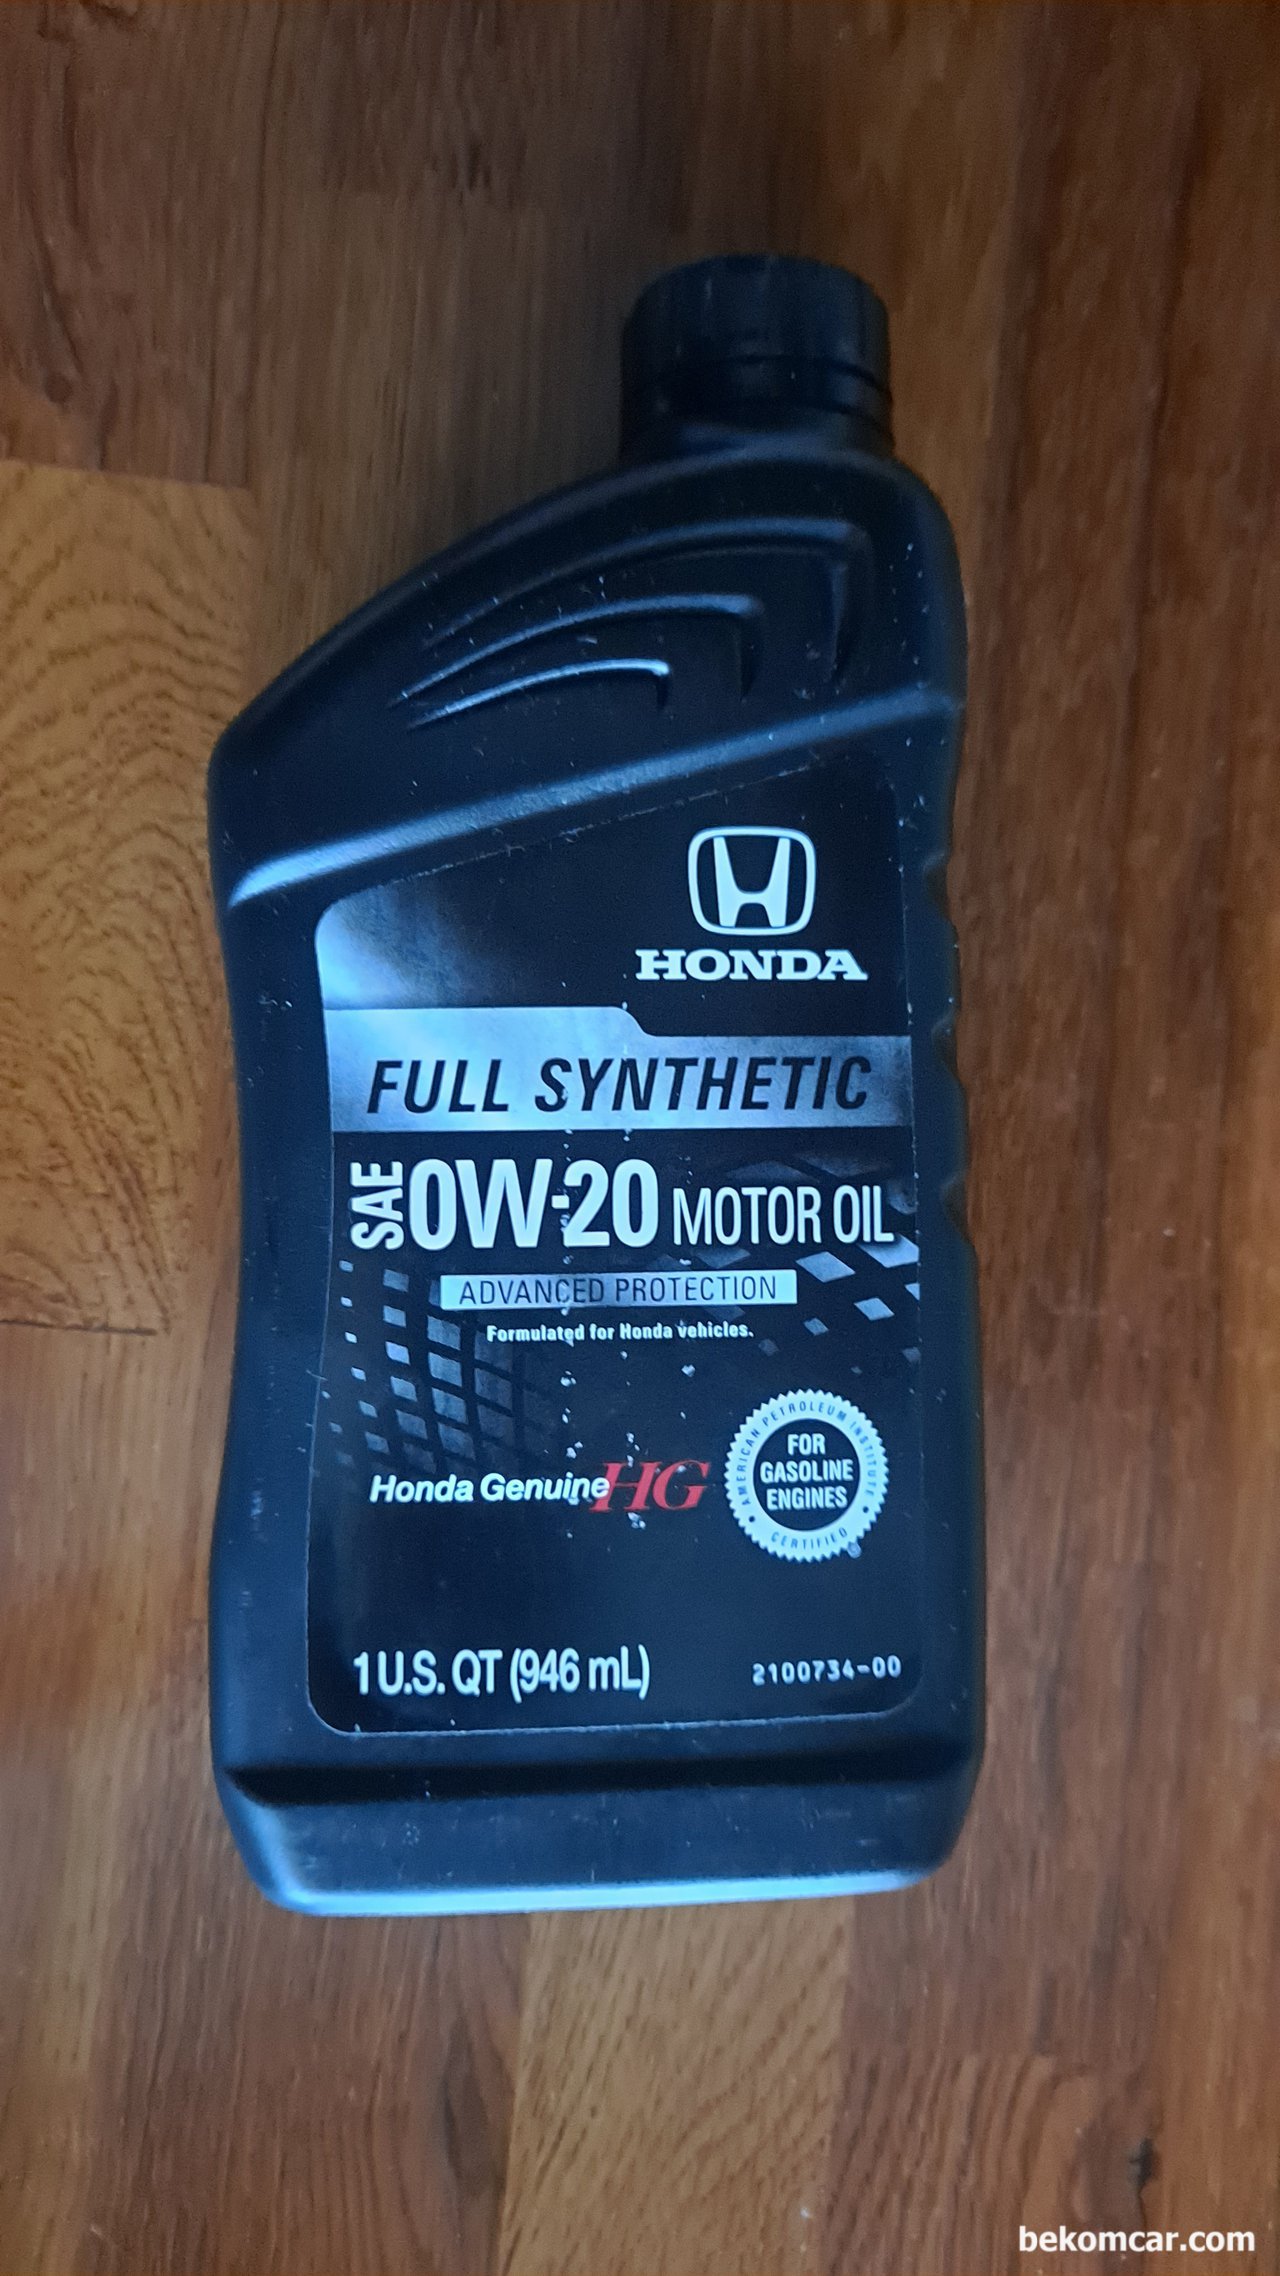 HONDA
FULL SYNTHETIC
SAE 0W-20 MOTOR OIL
ADVANCED PROTECTION
Formulated for Honda vehicles.
Honda Genuine HG
AMERICAN PETROLEUM INSTITUTE
FOR
GASOLINE
ENGINES
CERTIFIED
1 U.S. QT (946 mL)
2100734-00
bekomcar.com